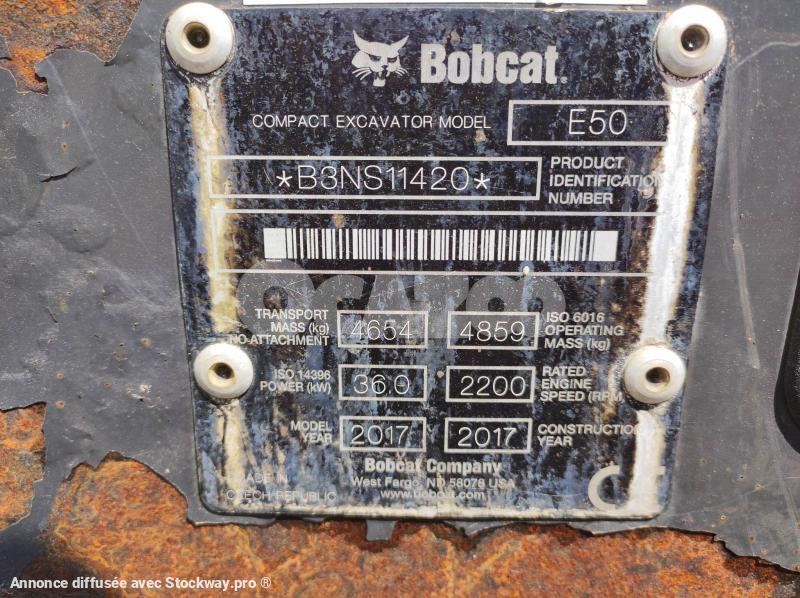 Bobcat.
COMPACT EXCAVATOR MODEL E50
*B3NS11420* PRODUCT IDENTIFICATION NUMBER
TRANSPORT MASS (kg) NO ATTACHMENT 4654 4859 ISO 6016 OPERATING MASS (kg)
ISO 14396 POWER (kW) 36.0 2200 RATED ENGINE SPEED (RPM)
MODEL YEAR 2017 2017 CONSTRUCTION YEAR
Bobcat Company
West Fargo, ND 58078 USA
www.bobcat.com
MADE IN
CZECH REPUBLIC
CE
Annonce diffusée avec Stockway.pro ®